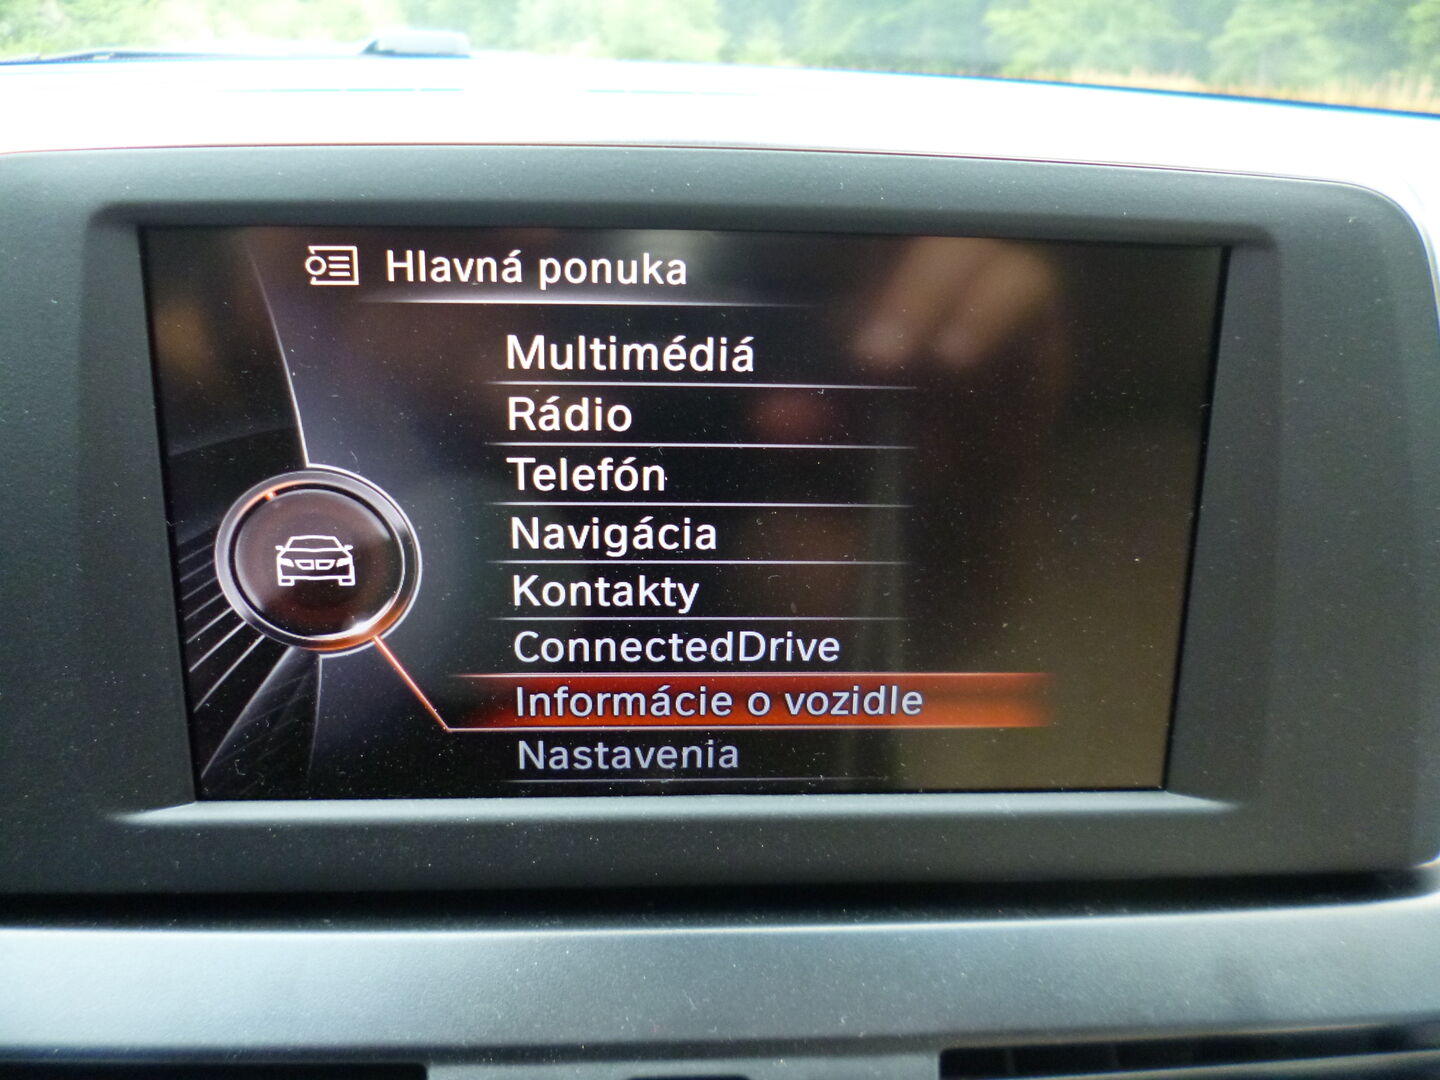 Hlavná ponuka
Multimédiá
Rádio
Telefón
Navigácia
Kontakty
ConnectedDrive
Informácie o vozidle
Nastavenia